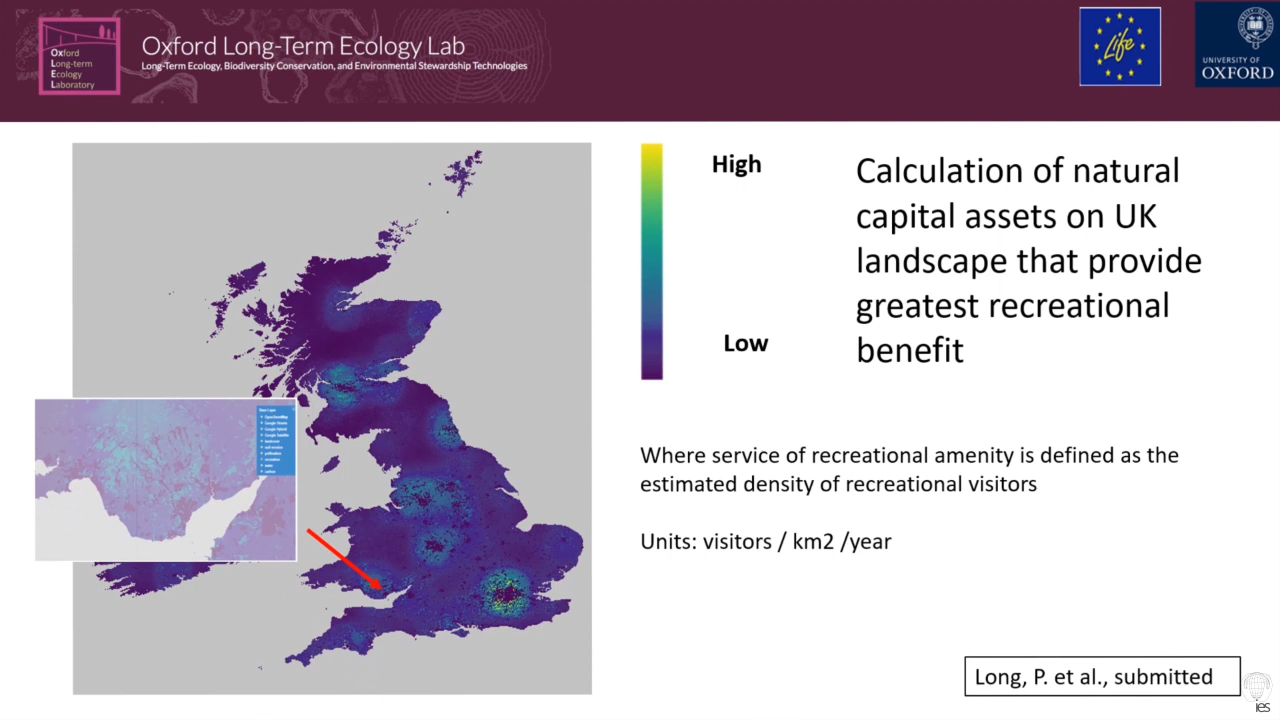 Oxford
Long-term
Ecology
Laboratory
Oxford Long-Term Ecology Lab
Long-Term Ecology, Biodiversity Conservation, and Environmental Stewardship Technologies
Life
UNIVERSITY OF
OXFORD
High
Low
Calculation of natural
capital assets on UK
landscape that provide
greatest recreational
benefit
Where service of recreational amenity is defined as the
estimated density of recreational visitors
Units: visitors / km2 /year
Long, P. et al., submitted
ies